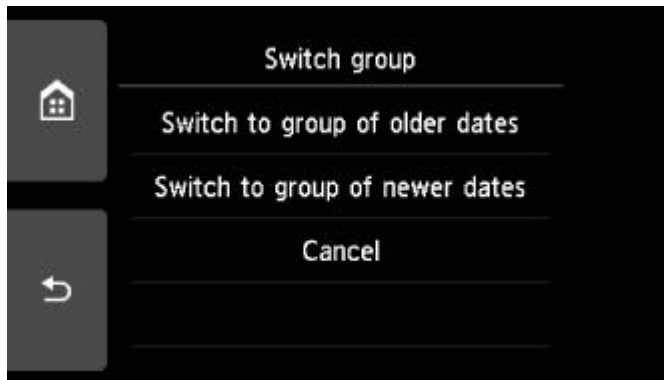 Switch group
Switch to group of older dates
Switch to group of newer dates
Cancel